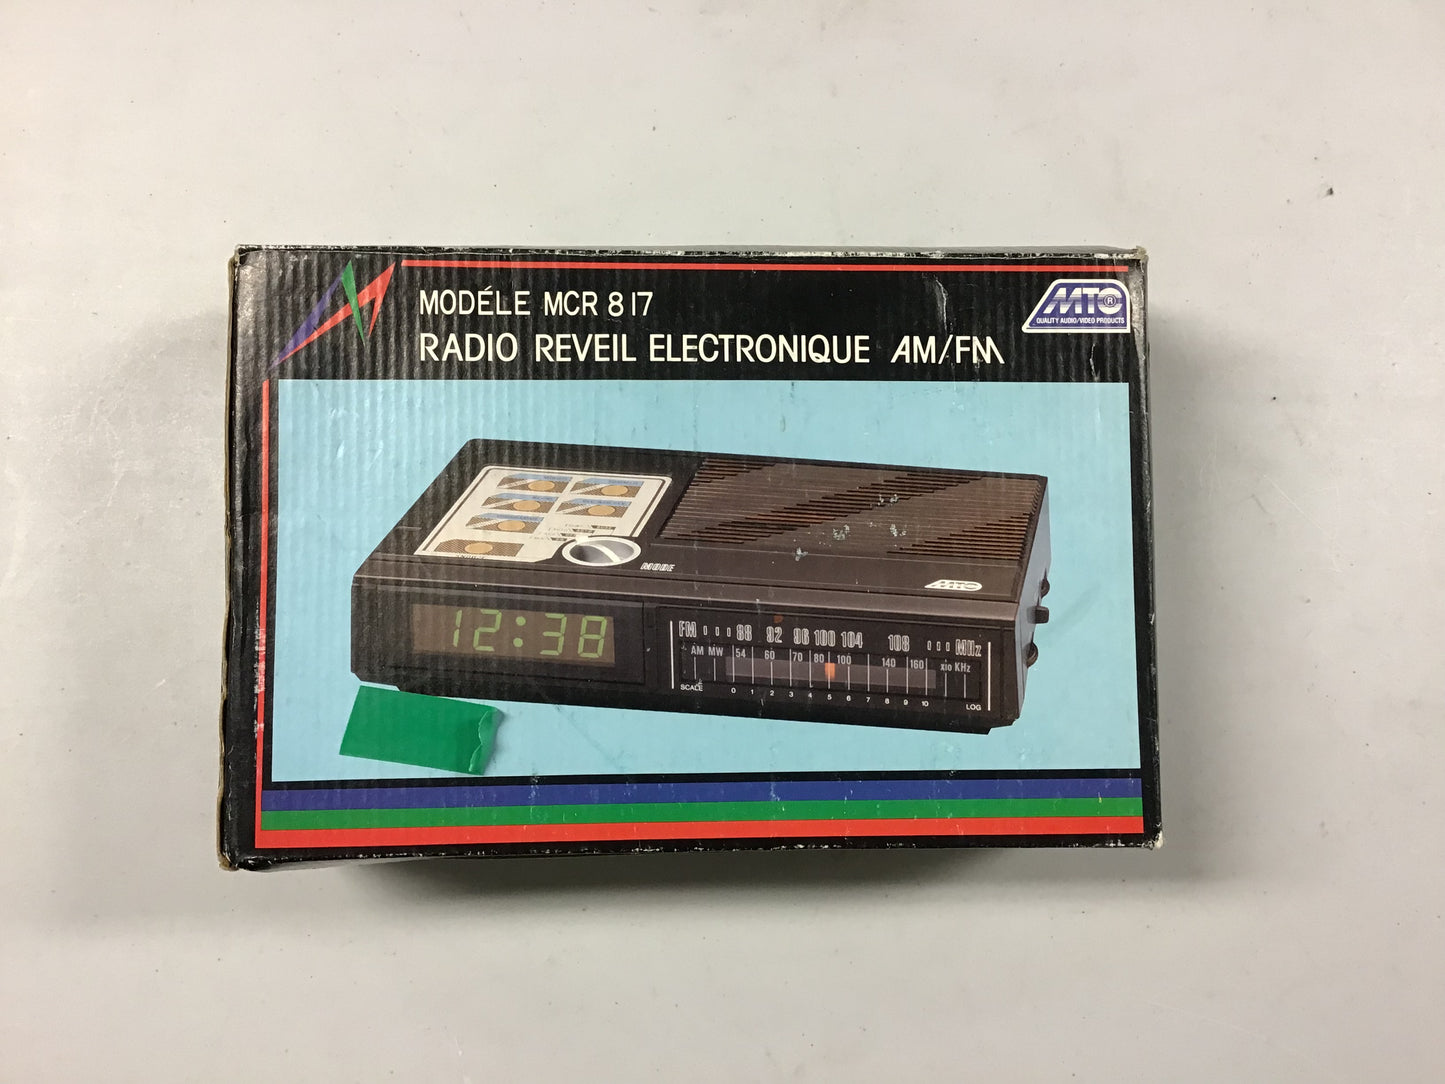 MODÉLE MCR 817
RADIO REVEIL ELECTRONIQUE AM/FM
MTC®
QUALITY AUDIO/VIDEO PRODUCTS
MODE
MTC
12:38
FM 88 92 96 100 104 108 MHz
AM MW 54 60 70 80 100 140 160 x10 KHz
SCALE 0 1 2 3 4 5 6 7 8 9 10 LOG